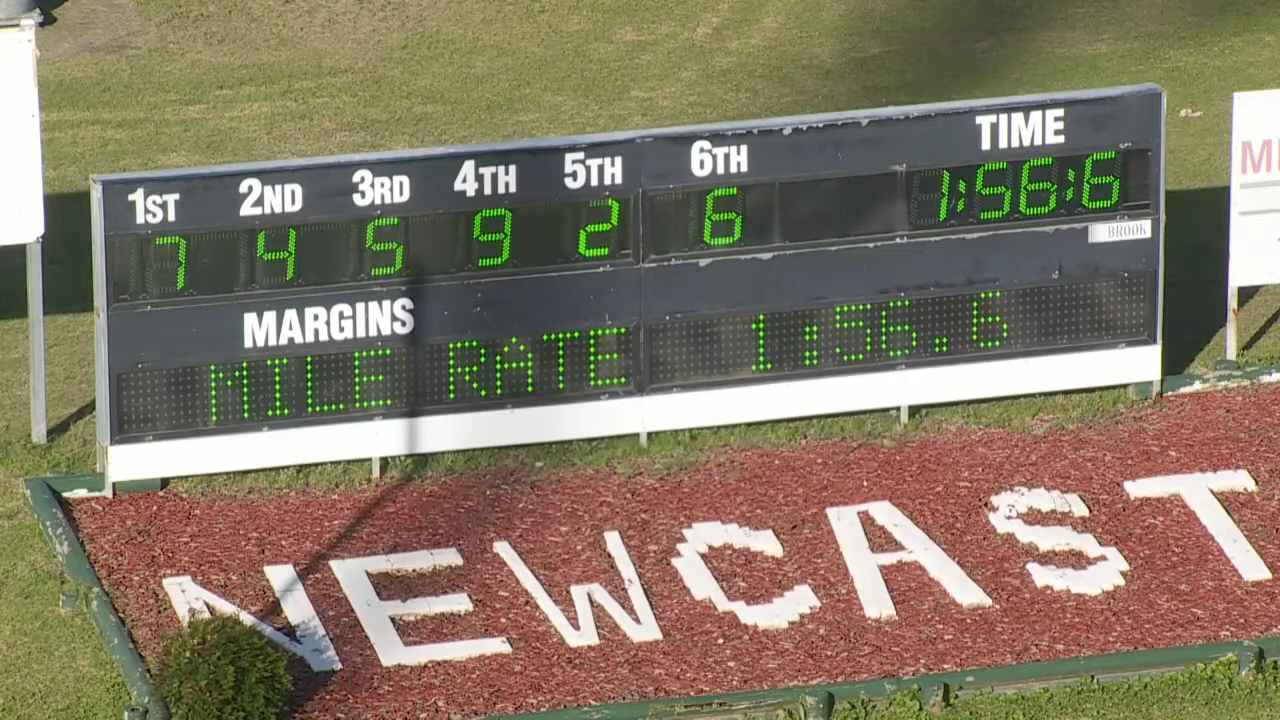 1ST 2ND 3RD 4TH 5TH 6TH TIME
7 4 5 9 2 6 1:56:6
BROOK
MARGINS
MILE RATE 1:56.6
NEWCAST
M